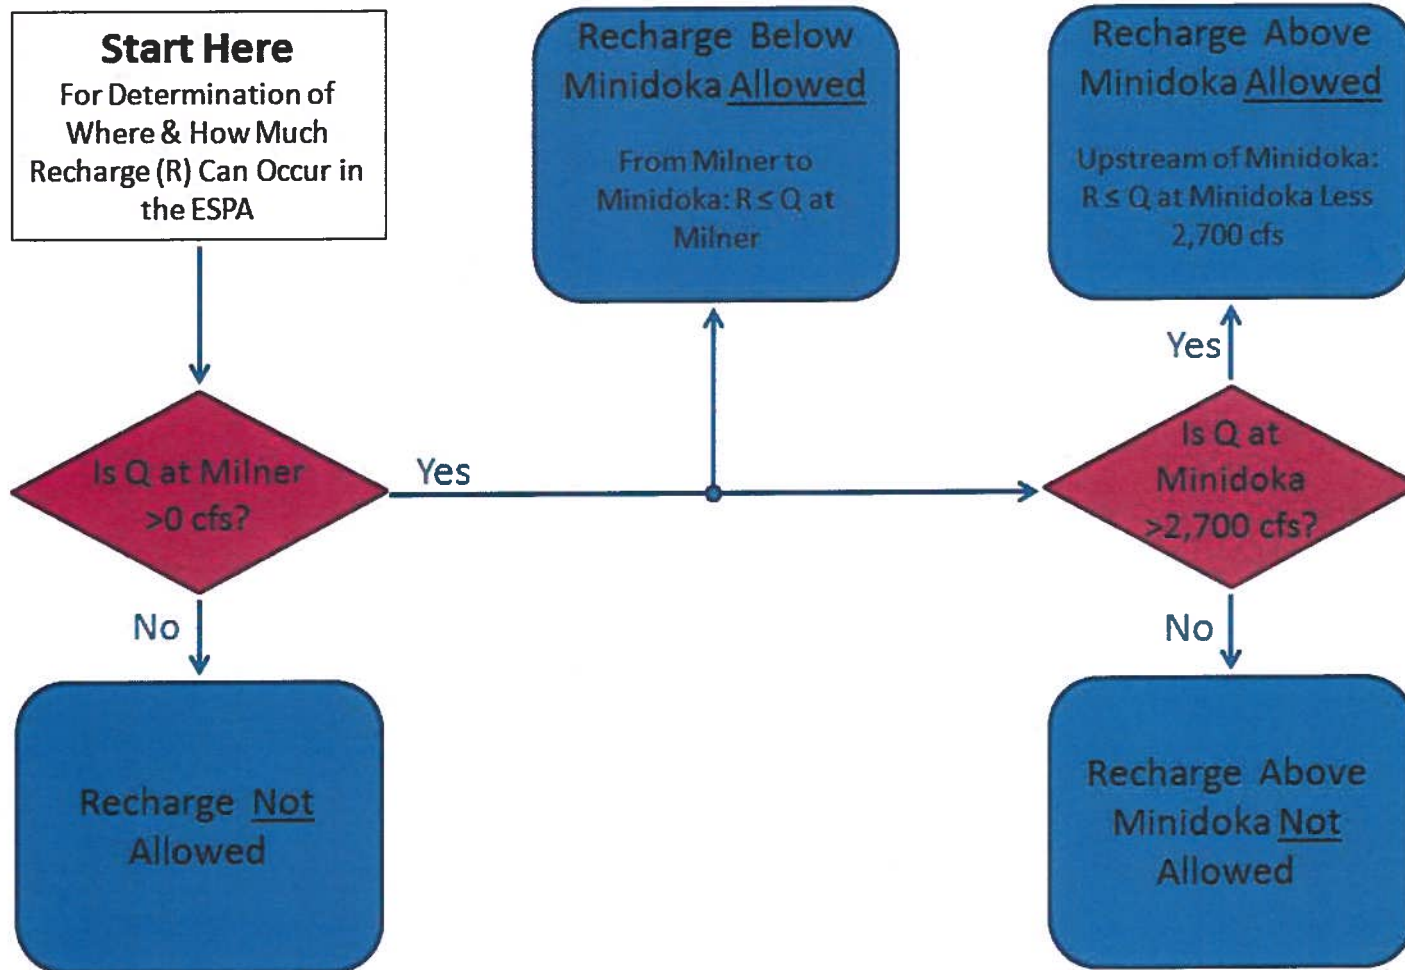 Start Here
For Determination of
Where & How Much
Recharge (R) Can Occur in
the ESPA
Recharge Below
Minidoka Allowed
From Milner to
Minidoka: R ≤ Q at
Milner
Recharge Above
Minidoka Allowed
Upstream of Minidoka:
R ≤ Q at Minidoka Less
2,700 cfs
Is Q at Milner
>0 cfs?
Yes
Yes
Is Q at
Minidoka
>2,700 cfs?
No
No
Recharge Not
Allowed
Recharge Above
Minidoka Not
Allowed